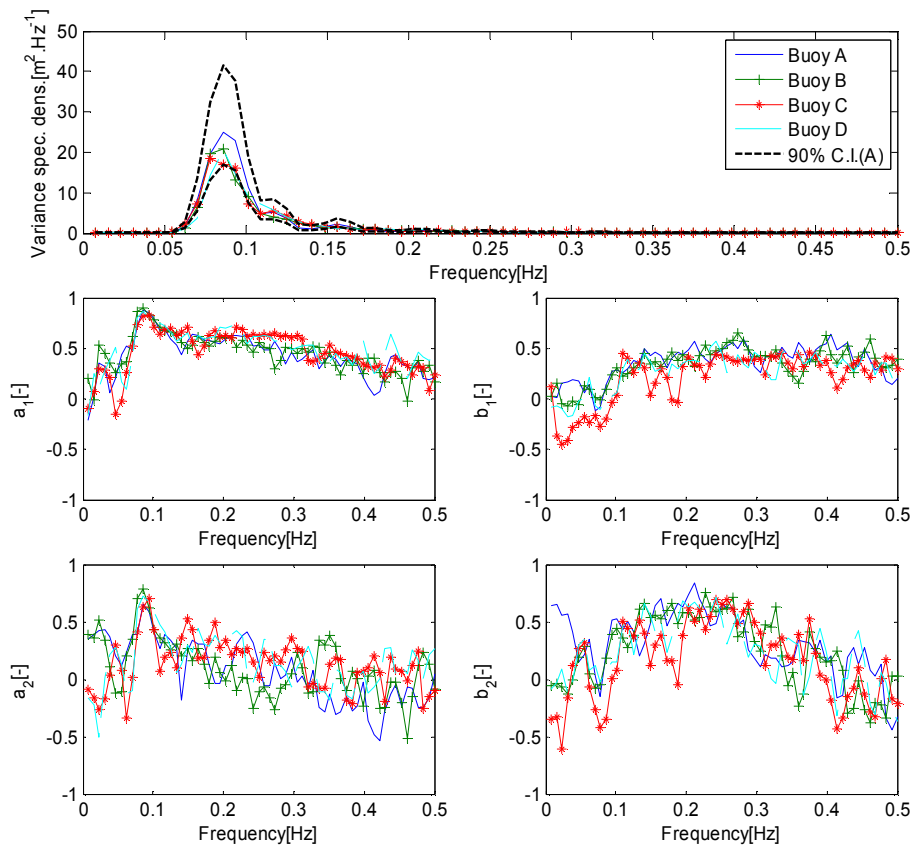 Variance spec. dens.[m².Hz⁻¹]
50
40
30
20
10
0
0 0.05 0.1 0.15 0.2 0.25 0.3 0.35 0.4 0.45 0.5
Frequency[Hz]
Buoy A
Buoy B
Buoy C
Buoy D
90% C.I.(A)
a₁[-]
1
0.5
0
-0.5
-1
0 0.1 0.2 0.3 0.4 0.5
Frequency[Hz]
b₁[-]
1
0.5
0
-0.5
-1
0 0.1 0.2 0.3 0.4 0.5
Frequency[Hz]
a₂[-]
1
0.5
0
-0.5
-1
0 0.1 0.2 0.3 0.4 0.5
Frequency[Hz]
b₂[-]
1
0.5
0
-0.5
-1
0 0.1 0.2 0.3 0.4 0.5
Frequency[Hz]